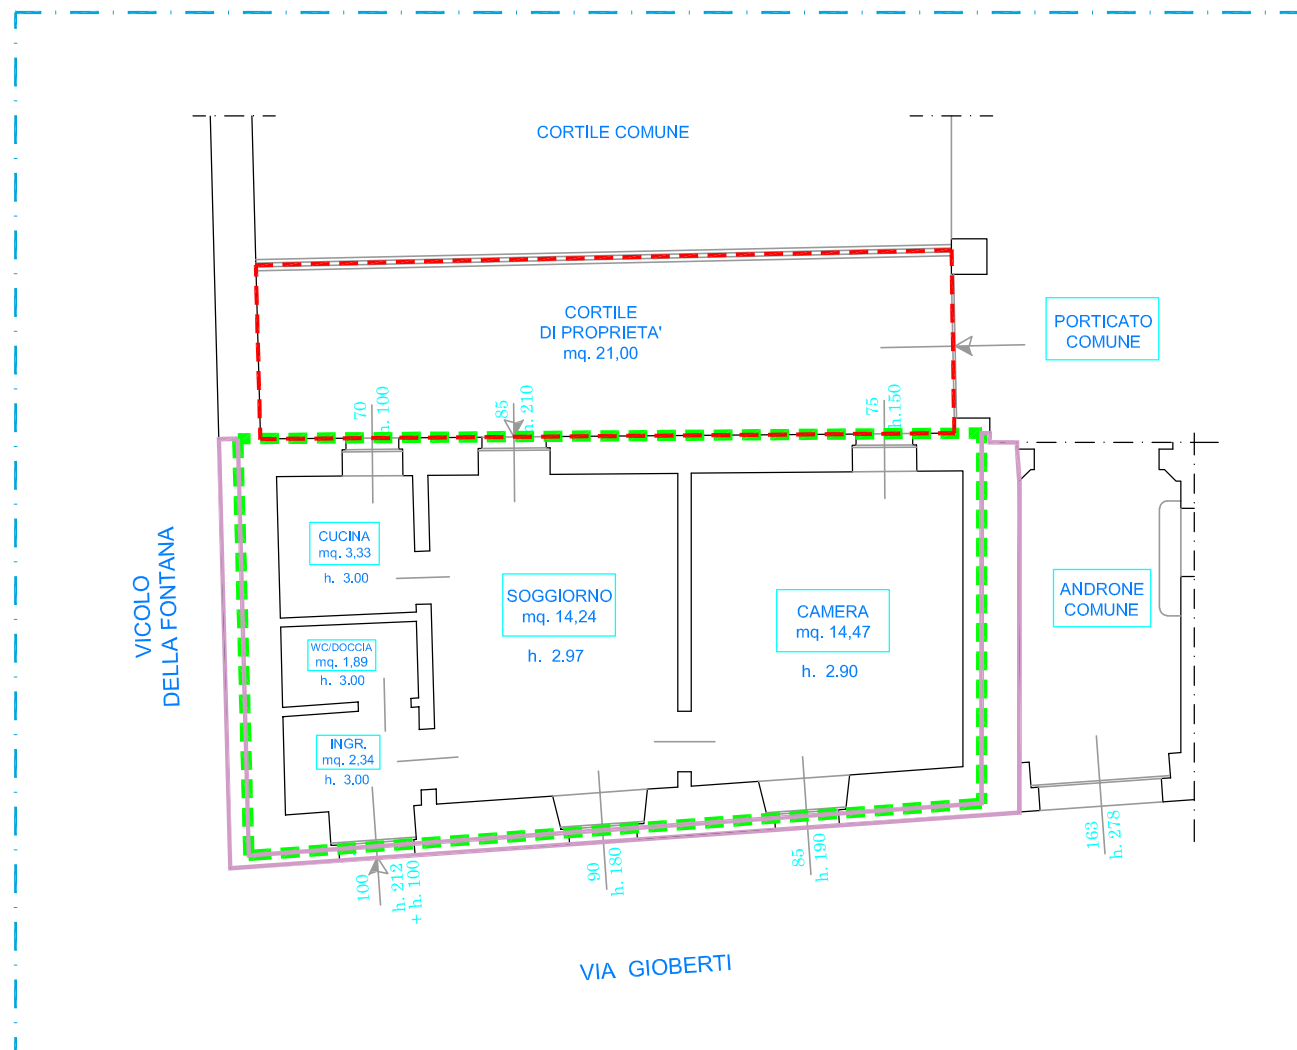 CORTILE COMUNE
CORTILE
DI PROPRIETA'
mq. 21,00
PORTICATO
COMUNE
70
h. 100
85
h. 210
75
h.150
VICOLO
DELLA FONTANA
CUCINA
mq. 3,33
h. 3.00
SOGGIORNO
mq. 14,24
h. 2.97
CAMERA
mq. 14,47
h. 2.90
ANDRONE
COMUNE
WC/DOCCIA
mq. 1,89
h. 3.00
INGR.
mq. 2,34
h. 3.00
100
h. 212
+ h. 100
90
h. 180
85
h. 190
163
h. 278
VIA GIOBERTI